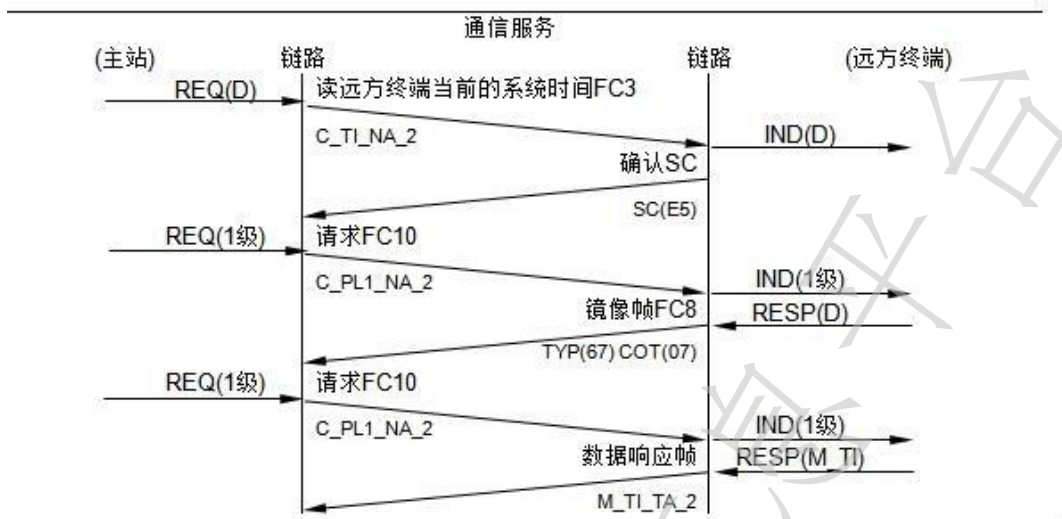 通信服务
(主站) 链路 链路 (远方终端)
REQ(D) 读远方终端当前的系统时间FC3
C_TI_NA_2 IND(D)
确认SC
SC(E5)
REQ(1级) 请求FC10
C_PL1_NA_2 IND(1级)
镜像帧FC8 RESP(D)
TYP(67) COT(07)
REQ(1级) 请求FC10
C_PL1_NA_2 IND(1级)
数据响应帧 RESP(M_TI)
M_TI_TA_2